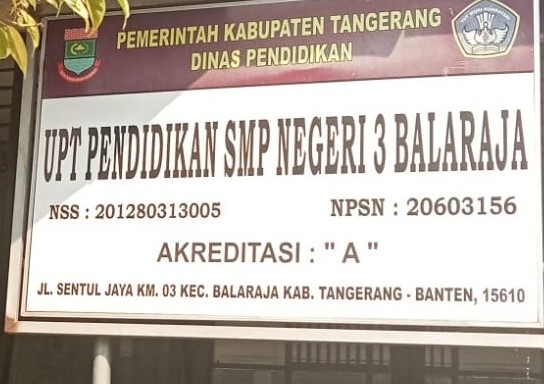 PEMERINTAH KABUPATEN TANGERANG
DINAS PENDIDIKAN
UPT PENDIDIKAN SMP NEGERI 3 BALARAJA
NSS : 201280313005
NPSN : 20603156
AKREDITASI : " A "
JL. SENTUL JAYA KM. 03 KEC. BALARAJA KAB. TANGERANG - BANTEN, 15610